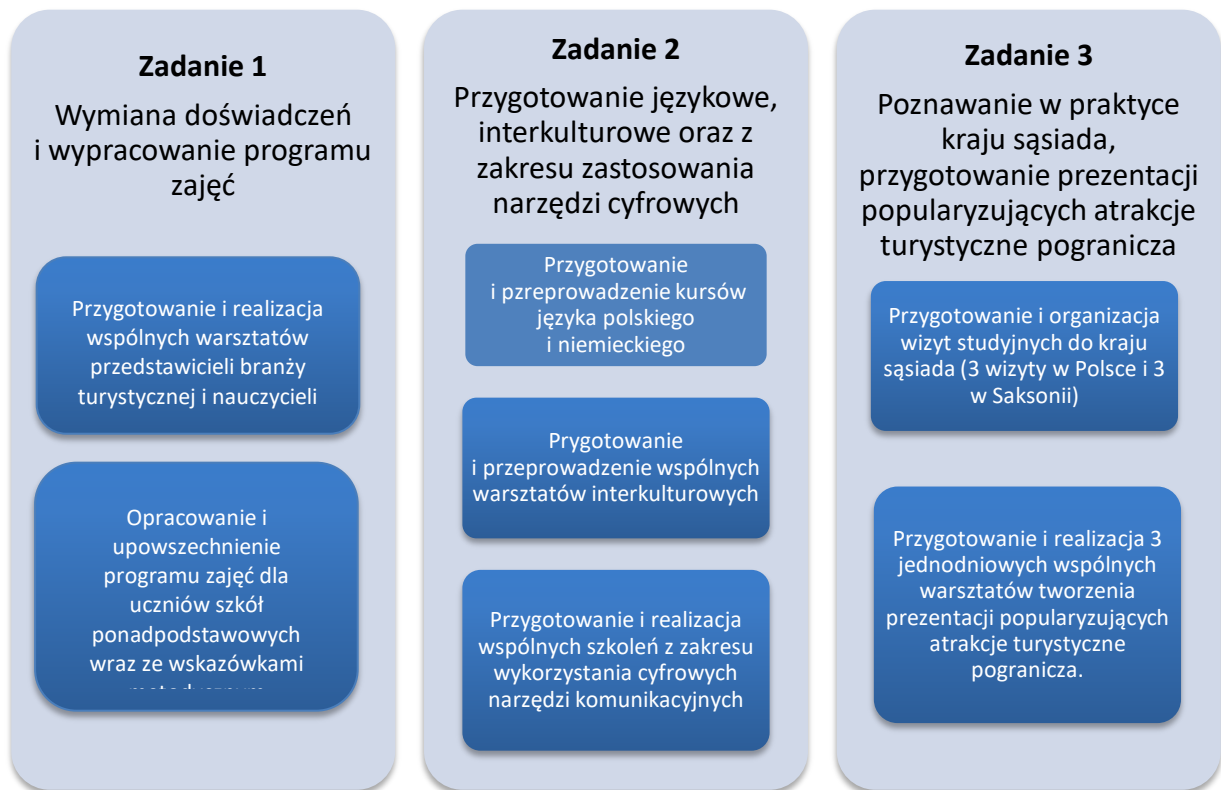 Zadanie 1
Wymiana doświadczeń
i wypracowanie programu
zajęć
Przygotowanie i realizacja
wspólnych warsztatów
przedstawicieli branży
turystycznej i nauczycieli
Opracowanie i
upowszechnienie
programu zajęć dla
uczniów szkół
ponadpodstawowych
wraz ze wskazówkami
Zadanie 2
Przygotowanie językowe,
interkulturowe oraz z
zakresu zastosowania
narzędzi cyfrowych
Przygotowanie
i pzreprowadzenie kursów
języka polskiego
i niemieckiego
Prygotowanie
i przeprowadzenie wspólnych
warsztatów interkulturowych
Przygotowanie i realizacja
wspólnych szkoleń z zakresu
wykorzystania cyfrowych
narzędzi komunikacyjnych
Zadanie 3
Poznawanie w praktyce
kraju sąsiada,
przygotowanie prezentacji
popularyzujących atrakcje
turystyczne pogranicza
Przygotowanie i organizacja
wizyt studyjnych do kraju
sąsiada (3 wizyty w Polsce i 3
w Saksonii)
Przygotowanie i realizacja 3
jednodniowych wspólnych
warsztatów tworzenia
prezentacji popularyzujących
atrakcje turystyczne
pogranicza.